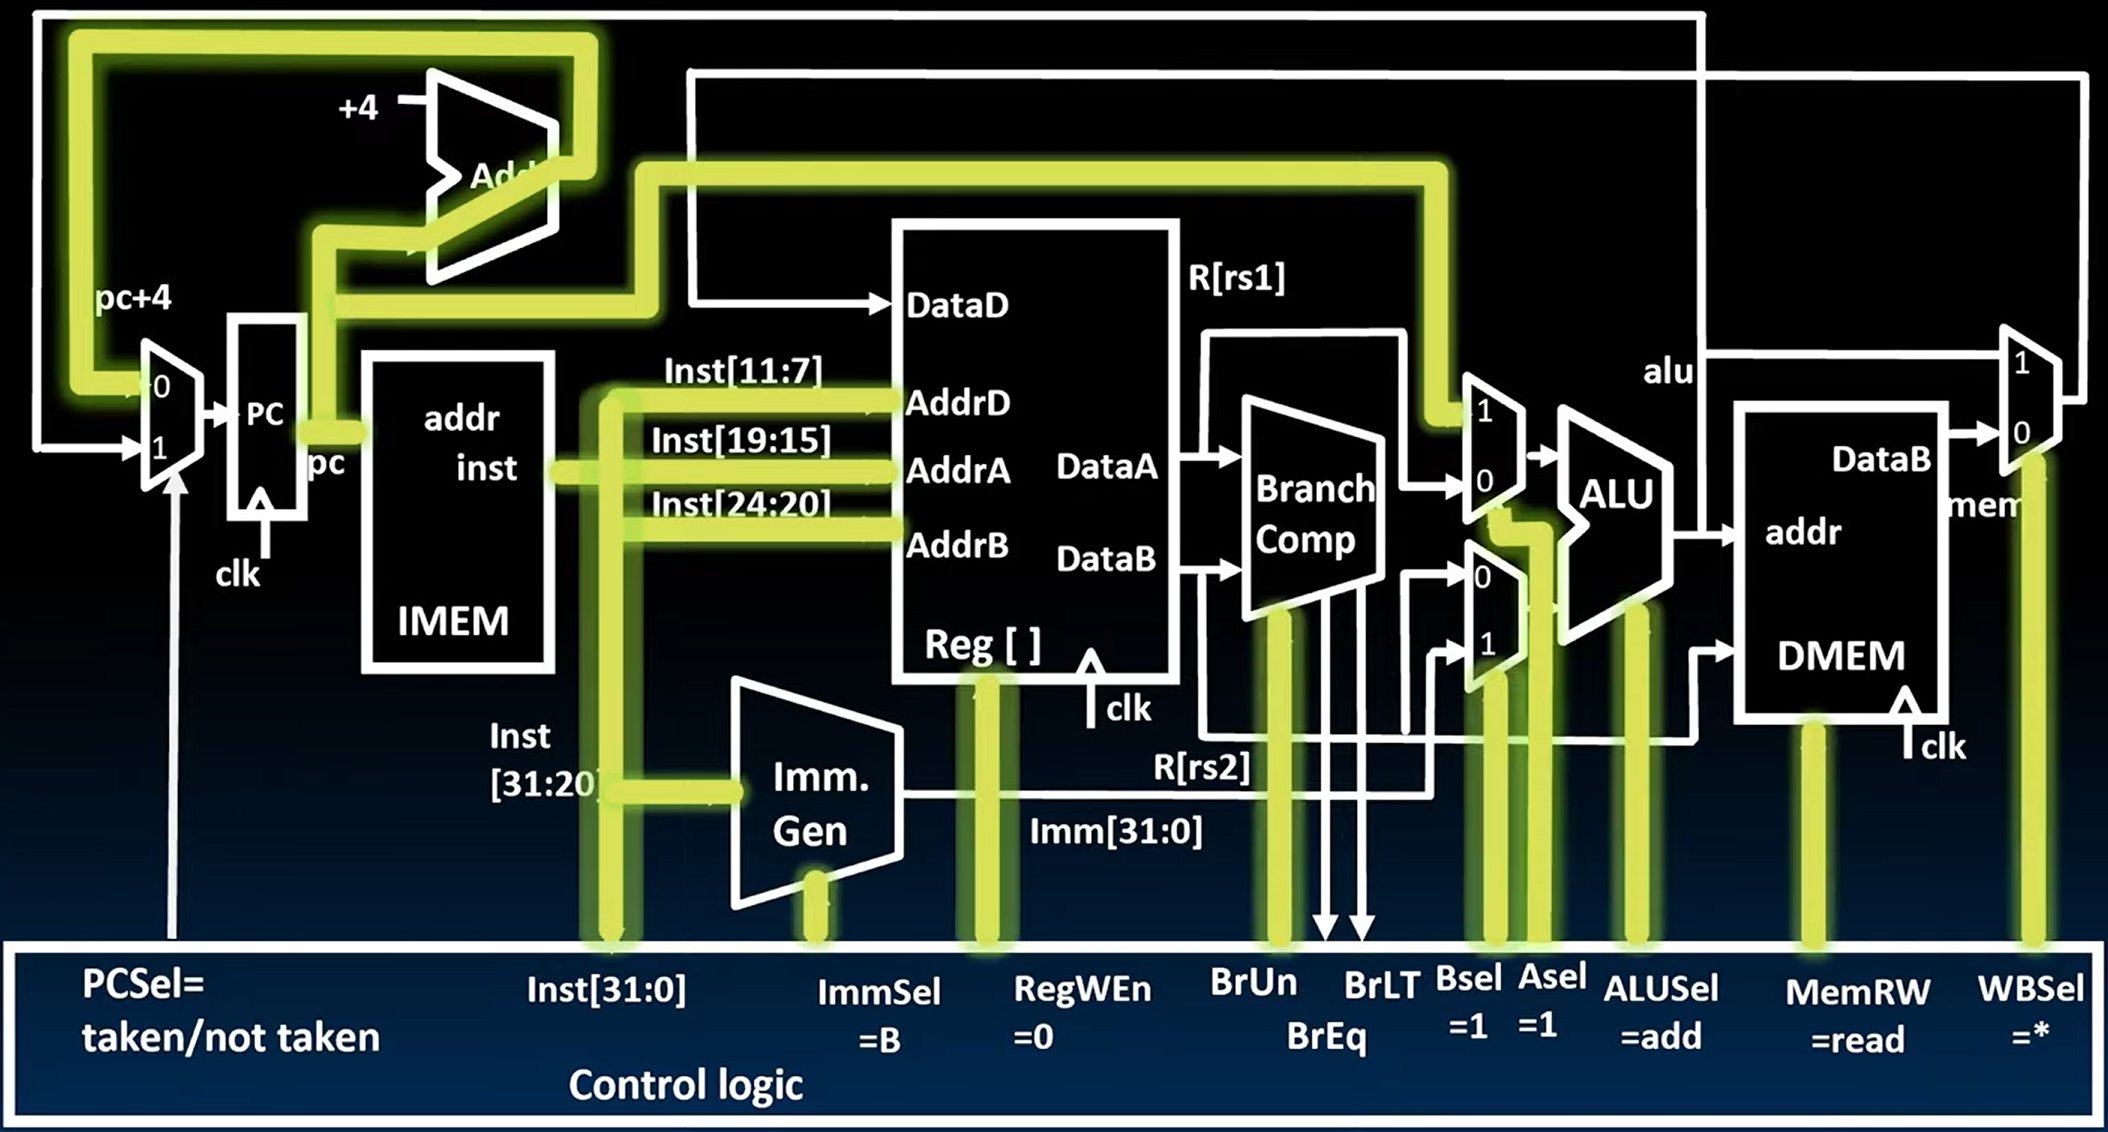 +4
Add
pc+4
0
1
PC
clk
pc
addr
inst
IMEM
Inst[11:7]
Inst[19:15]
Inst[24:20]
Inst
[31:20]
DataD
AddrD
AddrA
AddrB
DataA
DataB
Reg [ ]
clk
Imm.
Gen
R[rs1]
R[rs2]
Imm[31:0]
Branch
Comp
1
0
0
1
ALU
alu
DataB
addr
DMEM
clk
mem
1
0
PCSel=
taken/not taken
Inst[31:0]
ImmSel
=B
RegWEn
=0
BrUn
BrEq
BrLT
Bsel
=1
Asel
=1
ALUSel
=add
MemRW
=read
WBSel
=*
Control logic